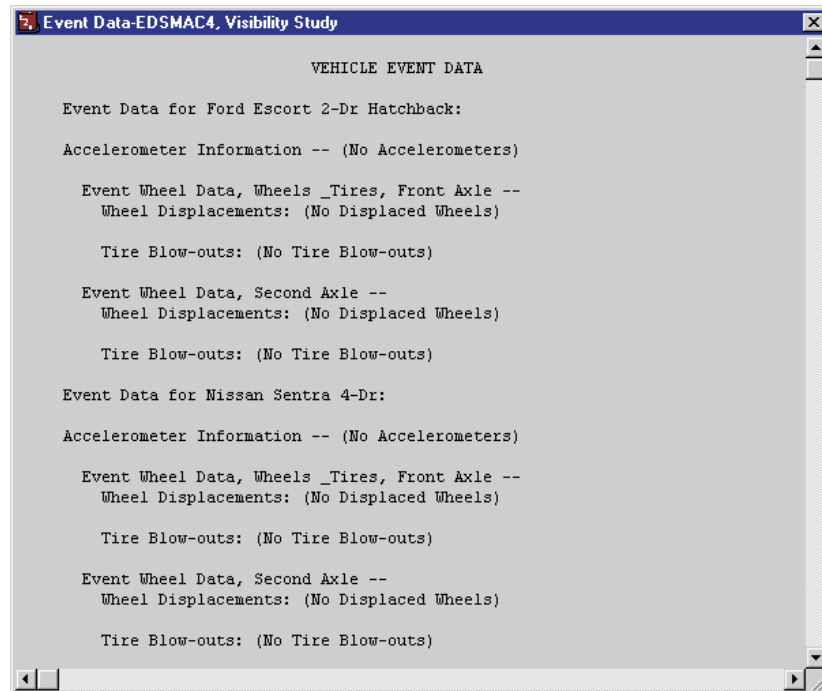 Event Data-EDSMAC4, Visibility Study
VEHICLE EVENT DATA
Event Data for Ford Escort 2-Dr Hatchback:
Accelerometer Information -- (No Accelerometers)
Event Wheel Data, Wheels _Tires, Front Axle --
Wheel Displacements: (No Displaced Wheels)
Tire Blow-outs: (No Tire Blow-outs)
Event Wheel Data, Second Axle --
Wheel Displacements: (No Displaced Wheels)
Tire Blow-outs: (No Tire Blow-outs)
Event Data for Nissan Sentra 4-Dr:
Accelerometer Information -- (No Accelerometers)
Event Wheel Data, Wheels _Tires, Front Axle --
Wheel Displacements: (No Displaced Wheels)
Tire Blow-outs: (No Tire Blow-outs)
Event Wheel Data, Second Axle --
Wheel Displacements: (No Displaced Wheels)
Tire Blow-outs: (No Tire Blow-outs)